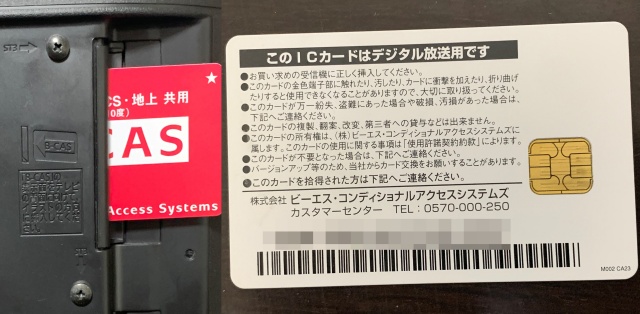 ST3
CS・地上 共用
CAS
Access Systems
B-CAS
このICカードはデジタル放送用です
●お買い求めの受信機に正しく挿入してください。
●このカードの金色端子部に触れたり、汚したり、カードに衝撃を加えたり、折り曲げ
たりすると使用できなくなることがありますので、大切に取り扱ってください。
●このカードが万一紛失、盗難にあった場合や破損、汚損があった場合は、
下記へご連絡ください。
●このカードの複製、翻案、改変、第三者への貸与などは出来ません。
●このカードの所有権は、(株)ビーエス・コンディショナルアクセスシステムズに
属します。このカードの使用に関する事項は「使用許諾契約約款」によります。
●このカードが不要となった場合は、下記へご連絡ください。
●バージョンアップ等のため、当社からカード交換をお願いすることがあります。
●このカードを拾得された方は下記へご連絡ください。
株式会社 ビーエス・コンディショナルアクセスシステムズ
カスタマーセンター TEL:0570-000-250
M002 CA23